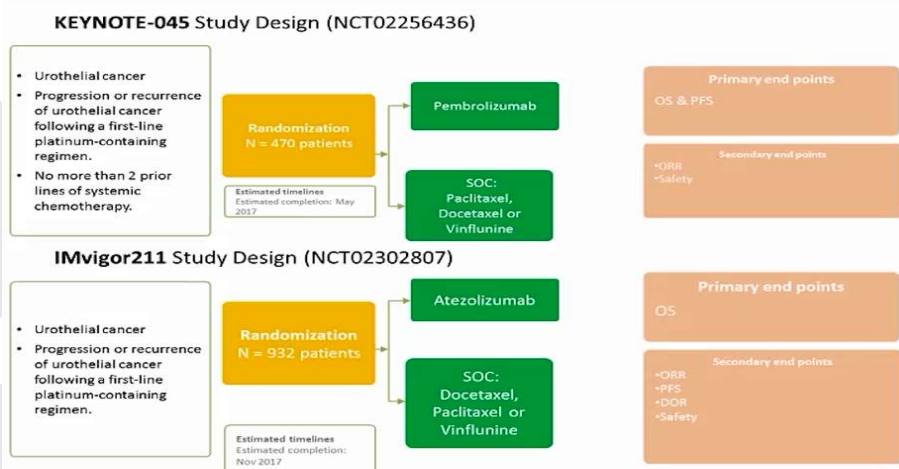 KEYNOTE-045 Study Design (NCT02256436)
• Urothelial cancer
• Progression or recurrence
of urothelial cancer
following a first-line
platinum-containing
regimen.
• No more than 2 prior
lines of systemic
chemotherapy.
Randomization
N = 470 patients
Estimated timelines
Estimated completion: May
2017
Pembrolizumab
SOC:
Paclitaxel,
Docetaxel or
Vinflunine
Primary end points
OS & PFS
Secondary end points
•ORR
•Safety
IMvigor211 Study Design (NCT02302807)
• Urothelial cancer
• Progression or recurrence
of urothelial cancer
following a first-line
platinum-containing
regimen.
Randomization
N = 932 patients
Estimated timelines
Estimated completion:
Nov 2017
Atezolizumab
SOC:
Docetaxel,
Paclitaxel or
Vinflunine
Primary end points
OS
Secondary end points
•ORR
•PFS
•DOR
•Safety